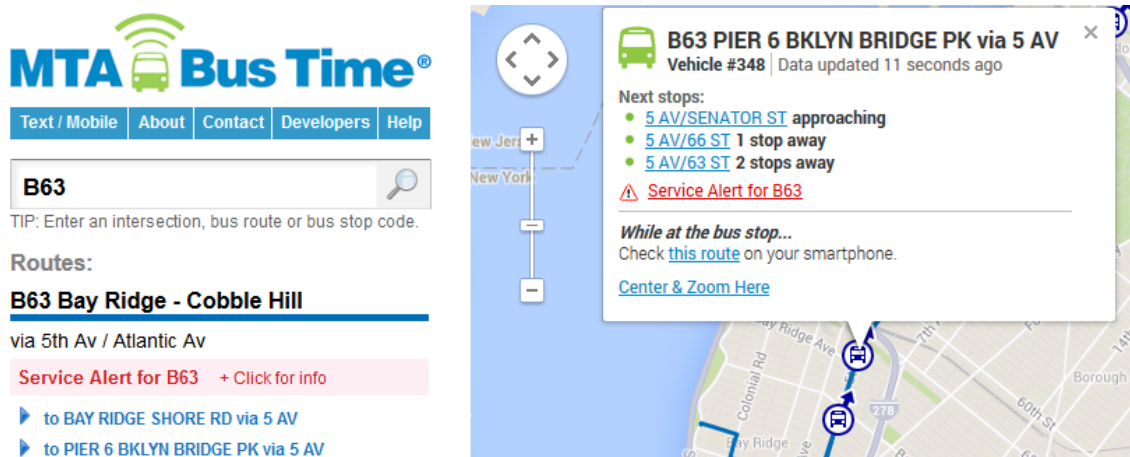 MTA Bus Time®
Text / Mobile About Contact Developers Help
B63
TIP: Enter an intersection, bus route or bus stop code.
Routes:
B63 Bay Ridge - Cobble Hill
via 5th Av / Atlantic Av
Service Alert for B63 + Click for info
to BAY RIDGE SHORE RD via 5 AV
to PIER 6 BKLYN BRIDGE PK via 5 AV
B63 PIER 6 BKLYN BRIDGE PK via 5 AV
Vehicle #348 Data updated 11 seconds ago
Next stops:
5 AV/SENATOR ST approaching
5 AV/66 ST 1 stop away
5 AV/63 ST 2 stops away
Service Alert for B63
While at the bus stop...
Check this route on your smartphone.
Center & Zoom Here
New York
Bay Ridge Ave
Colonial Rd
7th
14th
Borough
60th St
278
Bay Ridge